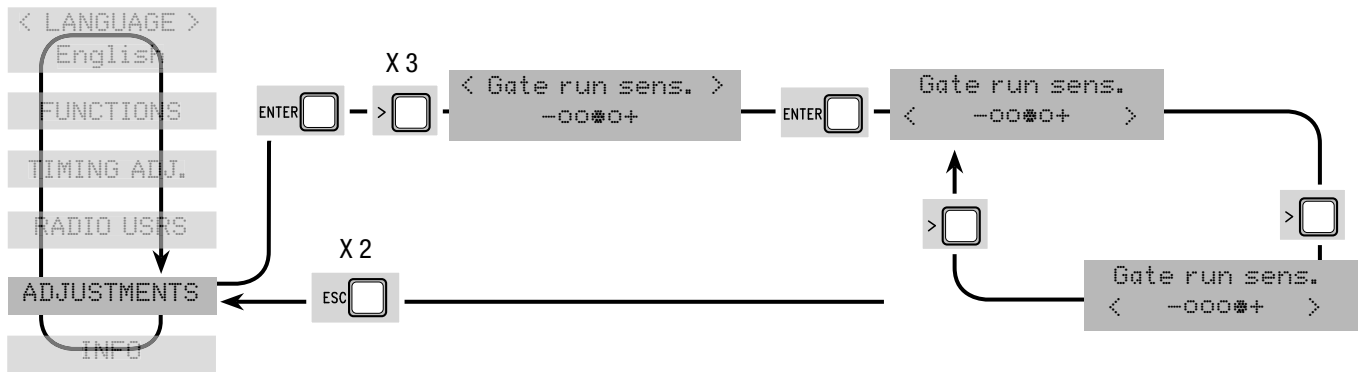 < LANGUAGE >
English
FUNCTIONS
TIMING ADJ.
RADIO USRS
ADJUSTMENTS
INFO
ENTER
>
X 3
< Gate run sens. >
-oo●o+
ENTER
Gate run sens.
< -oo●o+ >
>
Gate run sens.
< -ooo●+ >
>
X 2
ESC